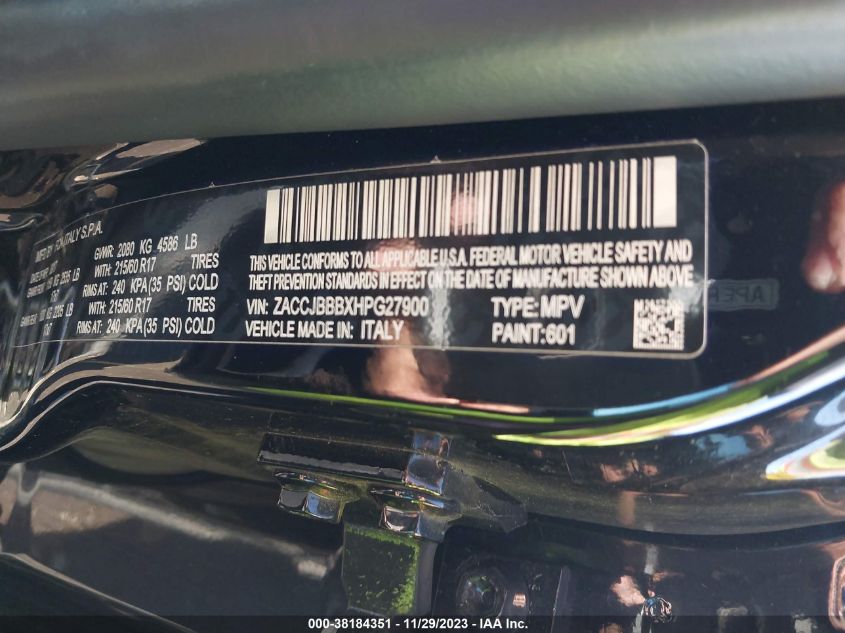 MFD BY FCA ITALY S.P.A.
GWR: 2080 KG 4586 LB
WITH: 215/60 R17 TIRES
RIMS AT: 240 KPA(35 PSI) COLD
WITH: 215/60 R17 TIRES
RIMS AT: 240 KPA(35 PSI) COLD
THIS VEHICLE CONFORMS TO ALL APPLICABLE U.S.A. FEDERAL MOTOR VEHICLE SAFETY AND
THEFT PREVENTION STANDARDS IN EFFECT ON THE DATE OF MANUFACTURE SHOWN ABOVE
VIN: ZACCJBBBXHPG27900 TYPE: MPV
VEHICLE MADE IN: ITALY PAINT:601
000-38184351 - 11/29/2023 - IAA Inc.